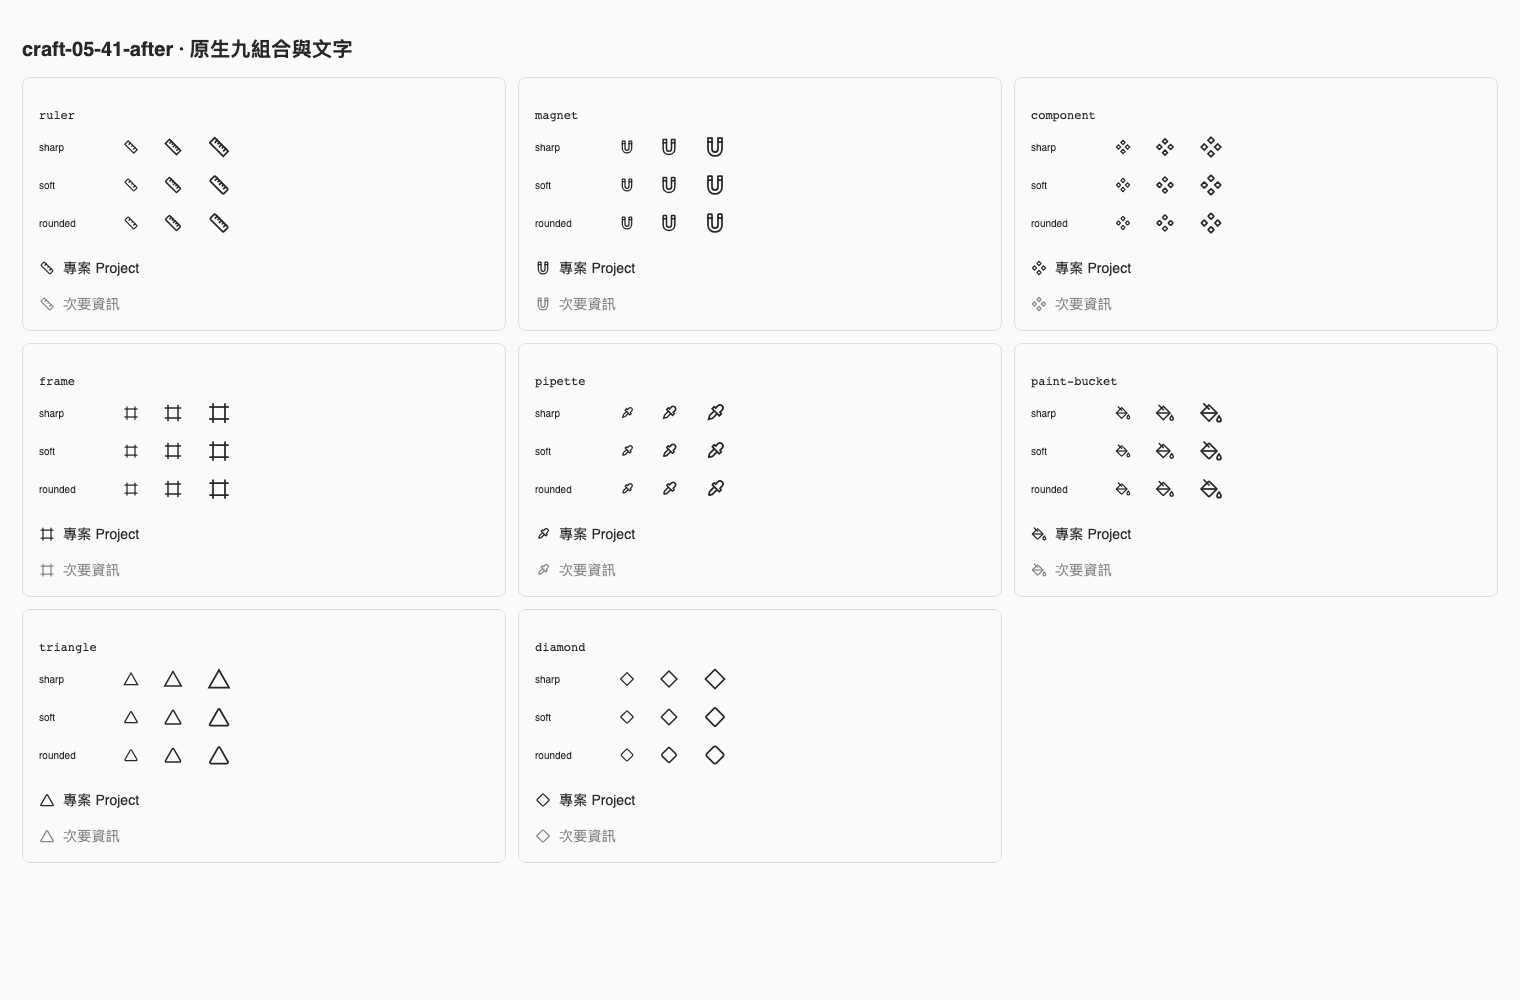 craft-05-41-after · 原生九組合與文字
ruler
sharp
soft
rounded
專案 Project
次要資訊
magnet
sharp
soft
rounded
專案 Project
次要資訊
component
sharp
soft
rounded
專案 Project
次要資訊
frame
sharp
soft
rounded
專案 Project
次要資訊
pipette
sharp
soft
rounded
專案 Project
次要資訊
paint-bucket
sharp
soft
rounded
專案 Project
次要資訊
triangle
sharp
soft
rounded
專案 Project
次要資訊
diamond
sharp
soft
rounded
專案 Project
次要資訊